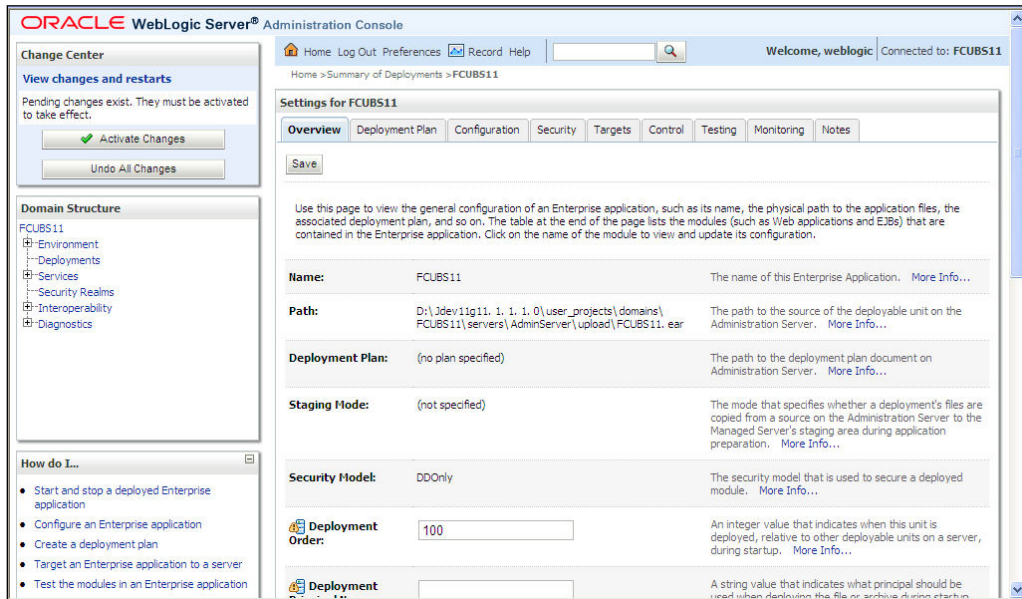 ORACLE WebLogic Server® Administration Console
Change Center
View changes and restarts
Pending changes exist. They must be activated
to take effect.
Activate Changes
Undo All Changes
Domain Structure
FCUBS11
Environment
Deployments
Services
Security Realms
Interoperability
Diagnostics
How do I...
Start and stop a deployed Enterprise
application
Configure an Enterprise application
Create a deployment plan
Target an Enterprise application to a server
Test the modules in an Enterprise application
Home Log Out Preferences Record Help
Welcome, weblogic Connected to: FCUBS11
Home >Summary of Deployments >FCUBS11
Settings for FCUBS11
Overview Deployment Plan Configuration Security Targets Control Testing Monitoring Notes
Save
Use this page to view the general configuration of an Enterprise application, such as its name, the physical path to the application files, the
associated deployment plan, and so on. The table at the end of the page lists the modules (such as Web applications and EJBs) that are
contained in the Enterprise application. Click on the name of the module to view and update its configuration.
Name: FCUBS11 The name of this Enterprise Application. More Info...
Path: D:\Jdev11g11. 1. 1. 1. 0\user_projects\domains\ The path to the source of the deployable unit on the
FCUBS11\servers\AdminServer\upload\FCUBS11. ear Administration Server. More Info...
Deployment Plan: (no plan specified) The path to the deployment plan document on
Administration Server. More Info...
Staging Mode: (not specified) The mode that specifies whether a deployment's files are
copied from a source on the Administration Server to the
Managed Server's staging area during application
preparation. More Info...
Security Model: DDOnly The security model that is used to secure a deployed
module. More Info...
Deployment 100 An integer value that indicates when this unit is
Order: deployed, relative to other deployable units on a server,
during startup. More Info...
Deployment A string value that indicates what principal should be
used when deploying the file or archive during startup